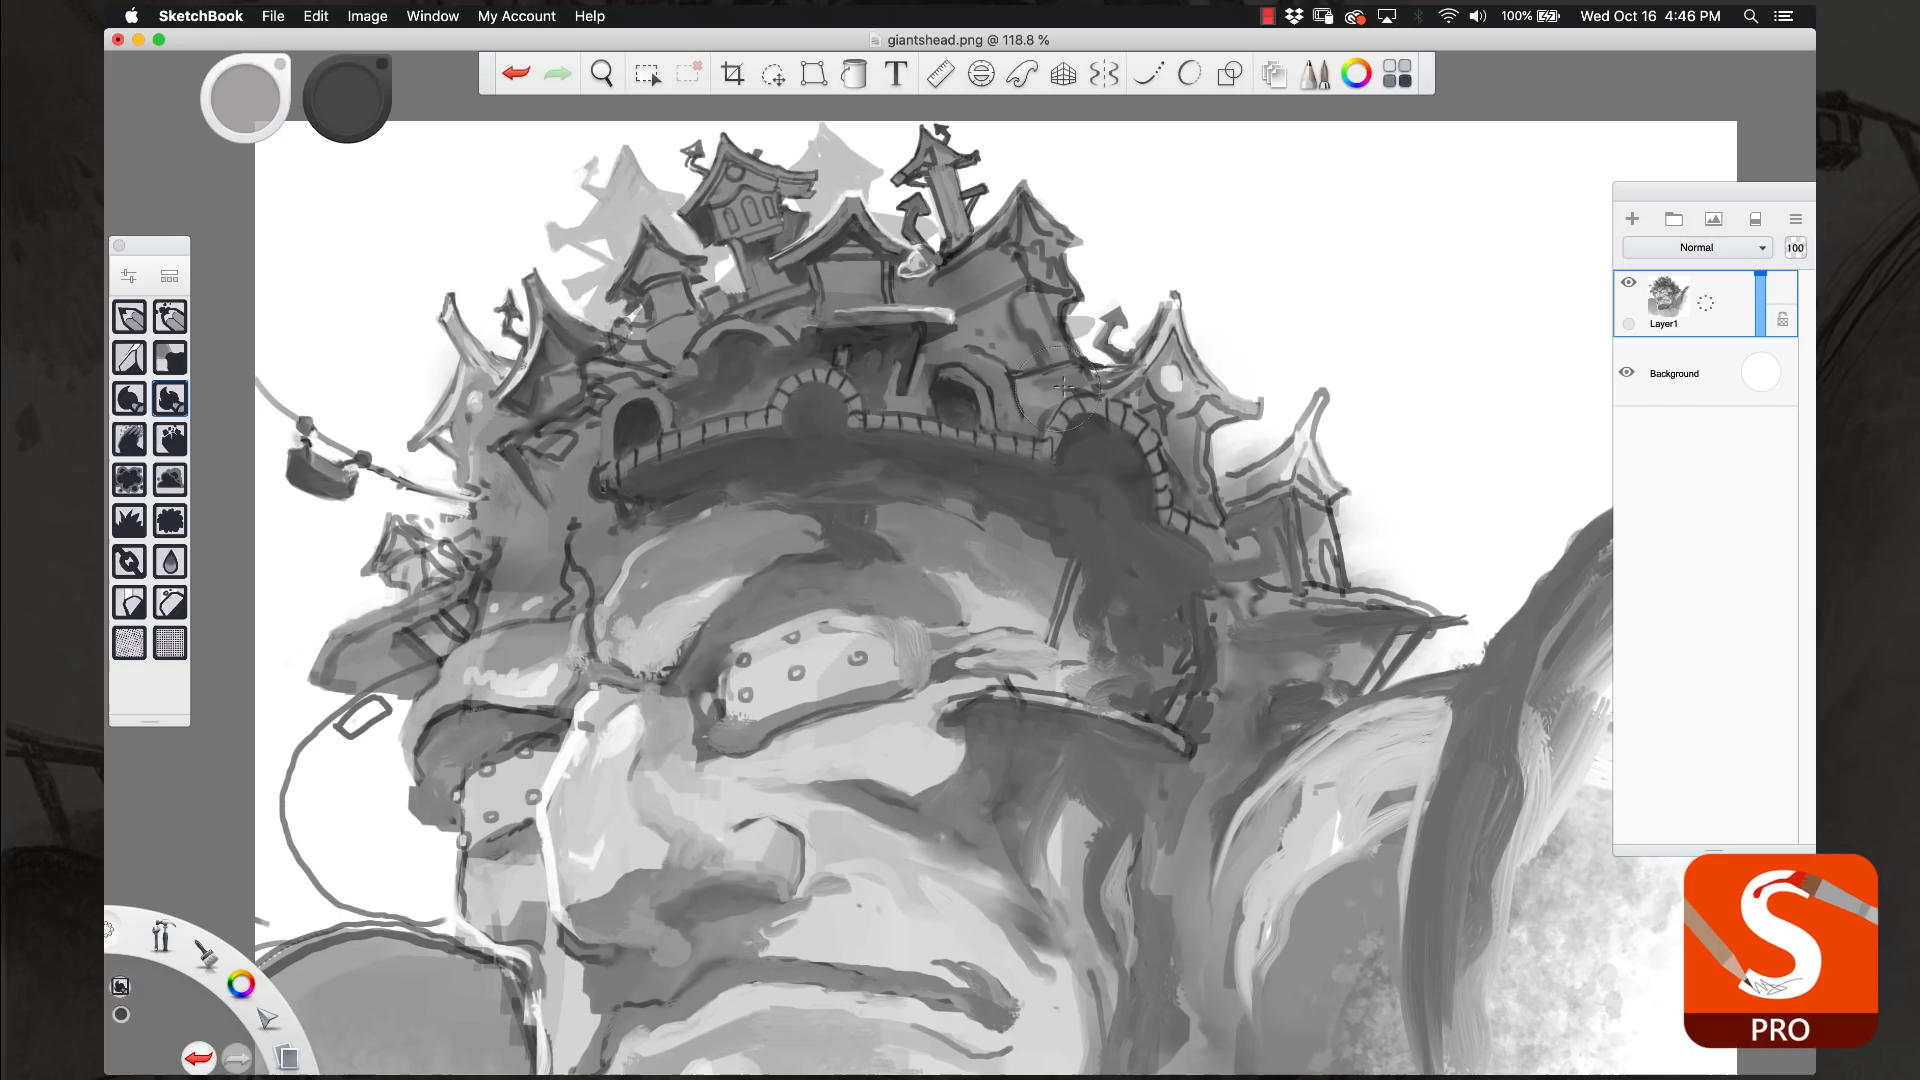 SketchBook File Edit Image Window My Account Help 100% Wed Oct 16 4:46 PM
giantshead.png @ 118.8 %
T
Normal 100
Layer1
Background
S
PRO